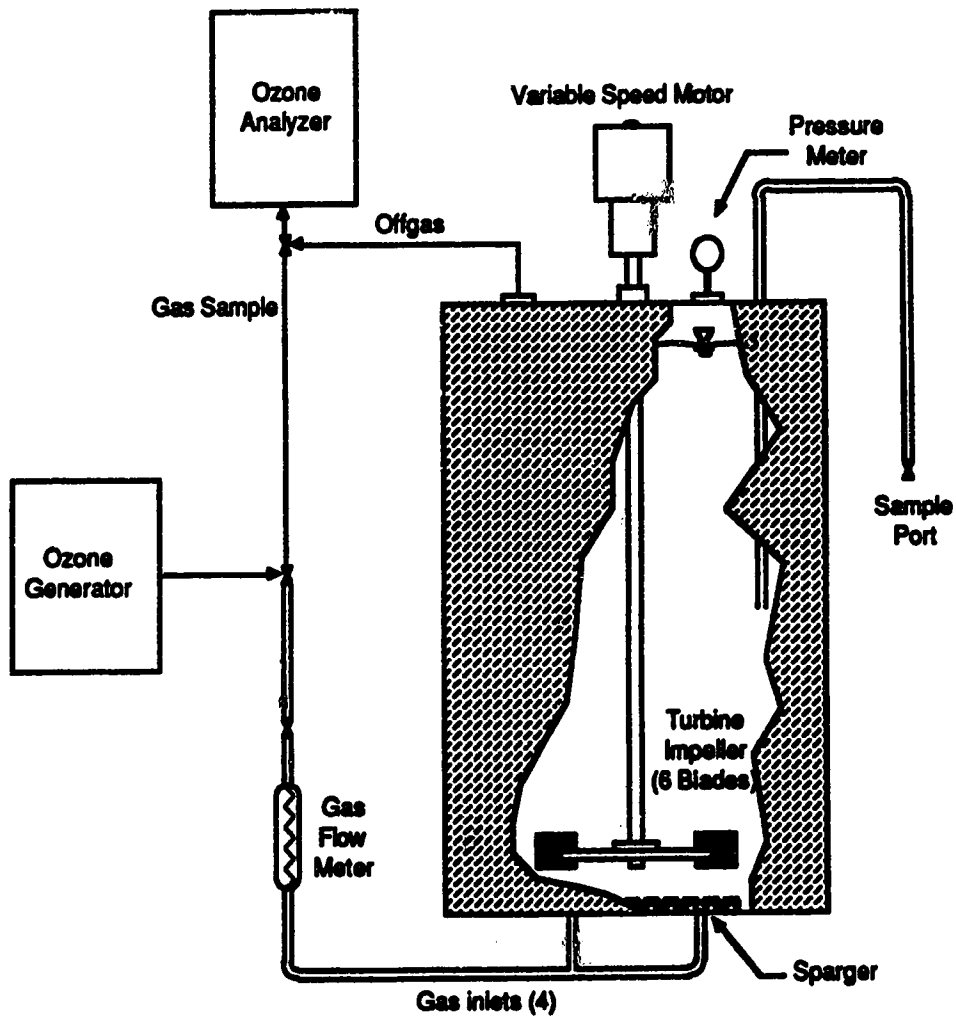 Ozone
Analyzer
Variable Speed Motor
Pressure
Meter
Offgas
Gas Sample
Sample
Port
Ozone
Generator
Turbine
Impeller
(6 Blades)
Gas
Flow
Meter
Sparger
Gas inlets (4)